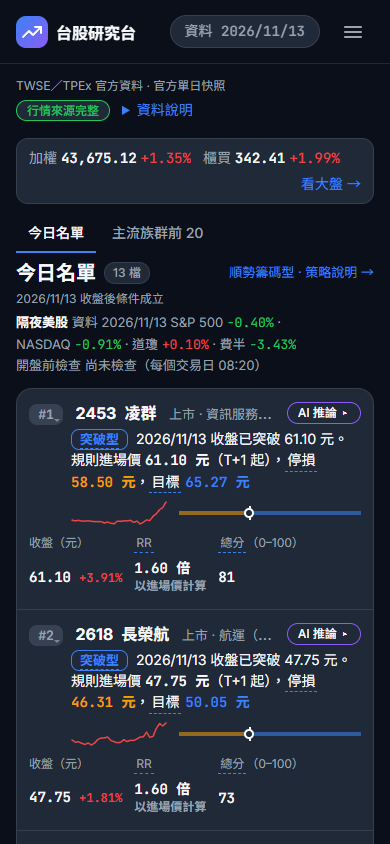 台股研究台
資料 2026/11/13
TWSE／TPEx 官方資料 · 官方單日快照
行情來源完整 ▶ 資料說明
加權 43,675.12 +1.35% 櫃買 342.41 +1.99%
看大盤 →
今日名單 主流族群前 20
今日名單 13 檔 順勢籌碼型 · 策略說明 →
2026/11/13 收盤後條件成立
隔夜美股 資料 2026/11/13 S&P 500 -0.40% ·
NASDAQ -0.91% · 道瓊 +0.10% · 費半 -3.43%
開盤前檢查 尚未檢查（每個交易日 08:20）
#1 2453 凌群 上市 · 資訊服務… AI 推論 ▸
突破型 2026/11/13 收盤已突破 61.10 元。
規則進場價 61.10 元（T+1 起），停損
58.50 元，目標 65.27 元
收盤（元） RR 總分（0–100）
61.10 +3.91% 1.60 倍 81
以進場價計算
#2 2618 長榮航 上市 · 航運（… AI 推論 ▸
突破型 2026/11/13 收盤已突破 47.75 元。
規則進場價 47.75 元（T+1 起），停損
46.31 元，目標 50.05 元
收盤（元） RR 總分（0–100）
47.75 +1.81% 1.60 倍 73
以進場價計算